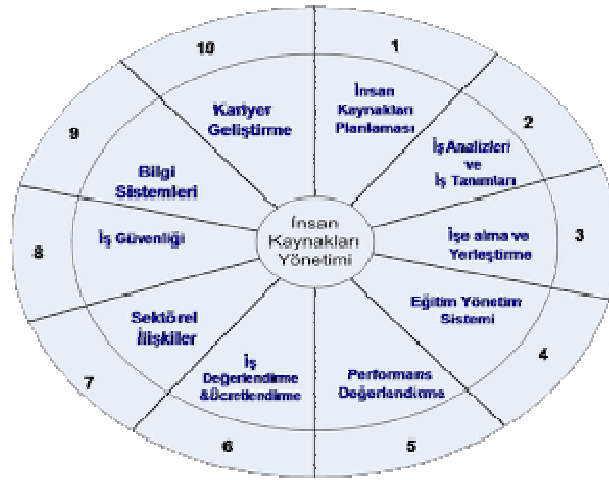 İnsan
Kaynakları
Yönetimi
1
İnsan
Kaynakları
Planlaması
2
İş Analizleri
ve
İş Tanımları
3
İşe alma ve
Yerleştirme
4
Eğitim Yönetim
Sistemi
5
Performans
Değerlendirme
6
İş
Değerlendirme
&Ücretlendirme
7
Sektörel
İlişkiler
8
İş Güvenliği
9
Bilgi
Sistemleri
10
Kariyer
Geliştirme